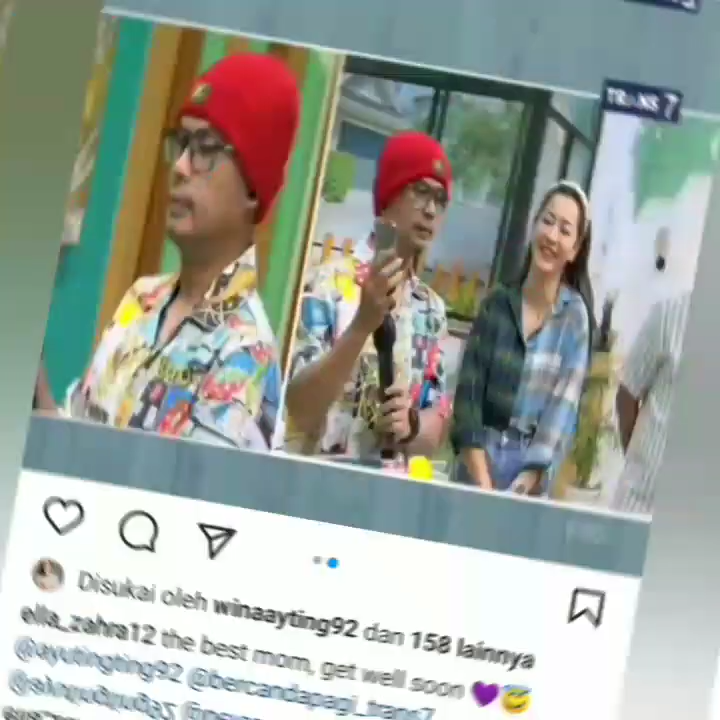 TRANS 7
Disukai oleh winaayting92 dan 158 lainnya
ella_zahra12 the best mom, get well soon 💜😇
@ayutingting92 @bercandapagi_trans7